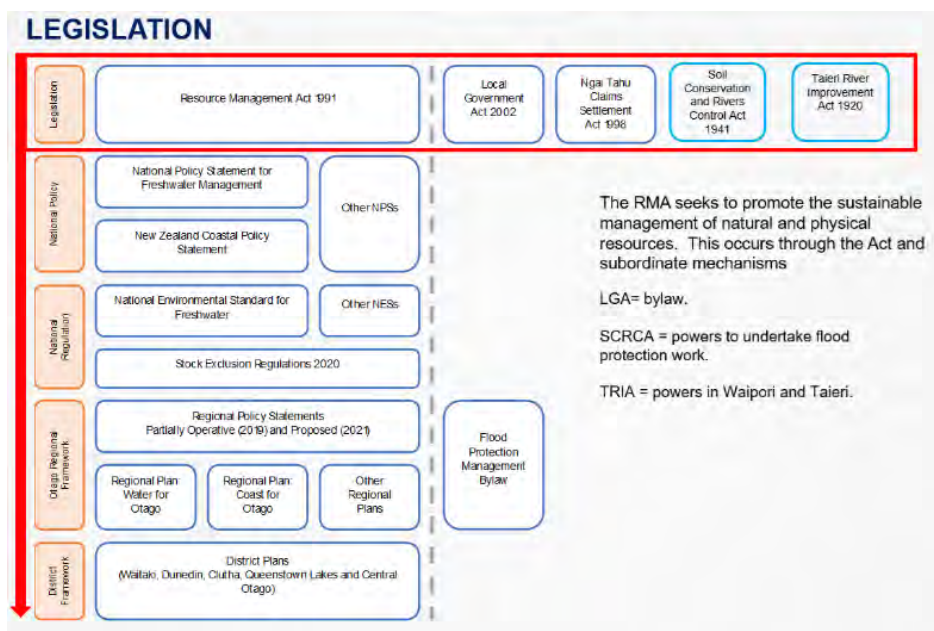 LEGISLATION
Legislation
Resource Management Act 1991
Local
Government
Act 2002
Ngai Tahu
Claims
Settlement
Act 1998
Soil
Conservation
and Rivers
Control Act
1941
Taieri River
Improvement
Act 1920
National Policy
National Policy Statement for
Freshwater Management
New Zealand Coastal Policy
Statement
Other NPSs
The RMA seeks to promote the sustainable
management of natural and physical
resources. This occurs through the Act and
subordinate mechanisms
LGA= bylaw.
SCRCA = powers to undertake flood
protection work.
TRIA = powers in Waipori and Taieri.
National
Regulation)
National Environmental Standard for
Freshwater
Other NESs
Stock Exclusion Regulations 2020
Otago Regional
Framework
Regional Policy Statements
Partially Operative (2019) and Proposed (2021)
Regional Plan:
Water for
Otago
Regional Plan:
Coast for
Otago
Other
Regional
Plans
Flood
Protection
Management
Bylaw
District
Framework
District Plans
(Waitaki, Dunedin, Clutha, Queenstown Lakes and Central
Otago)